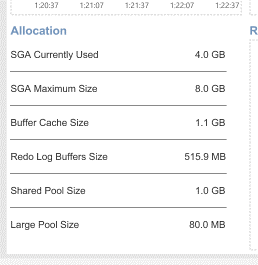 1:20:37 1:21:07 1:21:37 1:22:07 1:22:37
Allocation
SGA Currently Used 4.0 GB
SGA Maximum Size 8.0 GB
Buffer Cache Size 1.1 GB
Redo Log Buffers Size 515.9 MB
Shared Pool Size 1.0 GB
Large Pool Size 80.0 MB